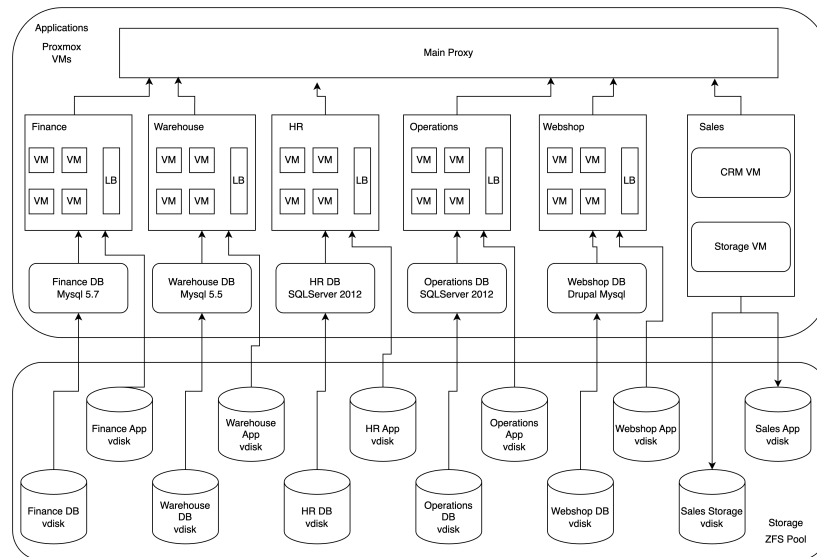 Applications
Proxmox
VMs
Main Proxy
Finance
VM VM
VM VM
LB
Warehouse
VM VM
VM VM
LB
HR
VM VM
VM VM
LB
Operations
VM VM
VM VM
LB
Webshop
VM VM
VM VM
LB
Sales
CRM VM
Storage VM
Finance DB
Mysql 5.7
Warehouse DB
Mysql 5.5
HR DB
SQLServer 2012
Operations DB
SQLServer 2012
Webshop DB
Drupal Mysql
Finance App
vdisk
Warehouse
App
vdisk
HR App
vdisk
Operations
App
vdisk
Webshop App
vdisk
Sales App
vdisk
Finance DB
vdisk
Warehouse
DB
vdisk
HR DB
vdisk
Operations
DB
vdisk
Webshop DB
vdisk
Sales Storage
vdisk
Storage
ZFS Pool